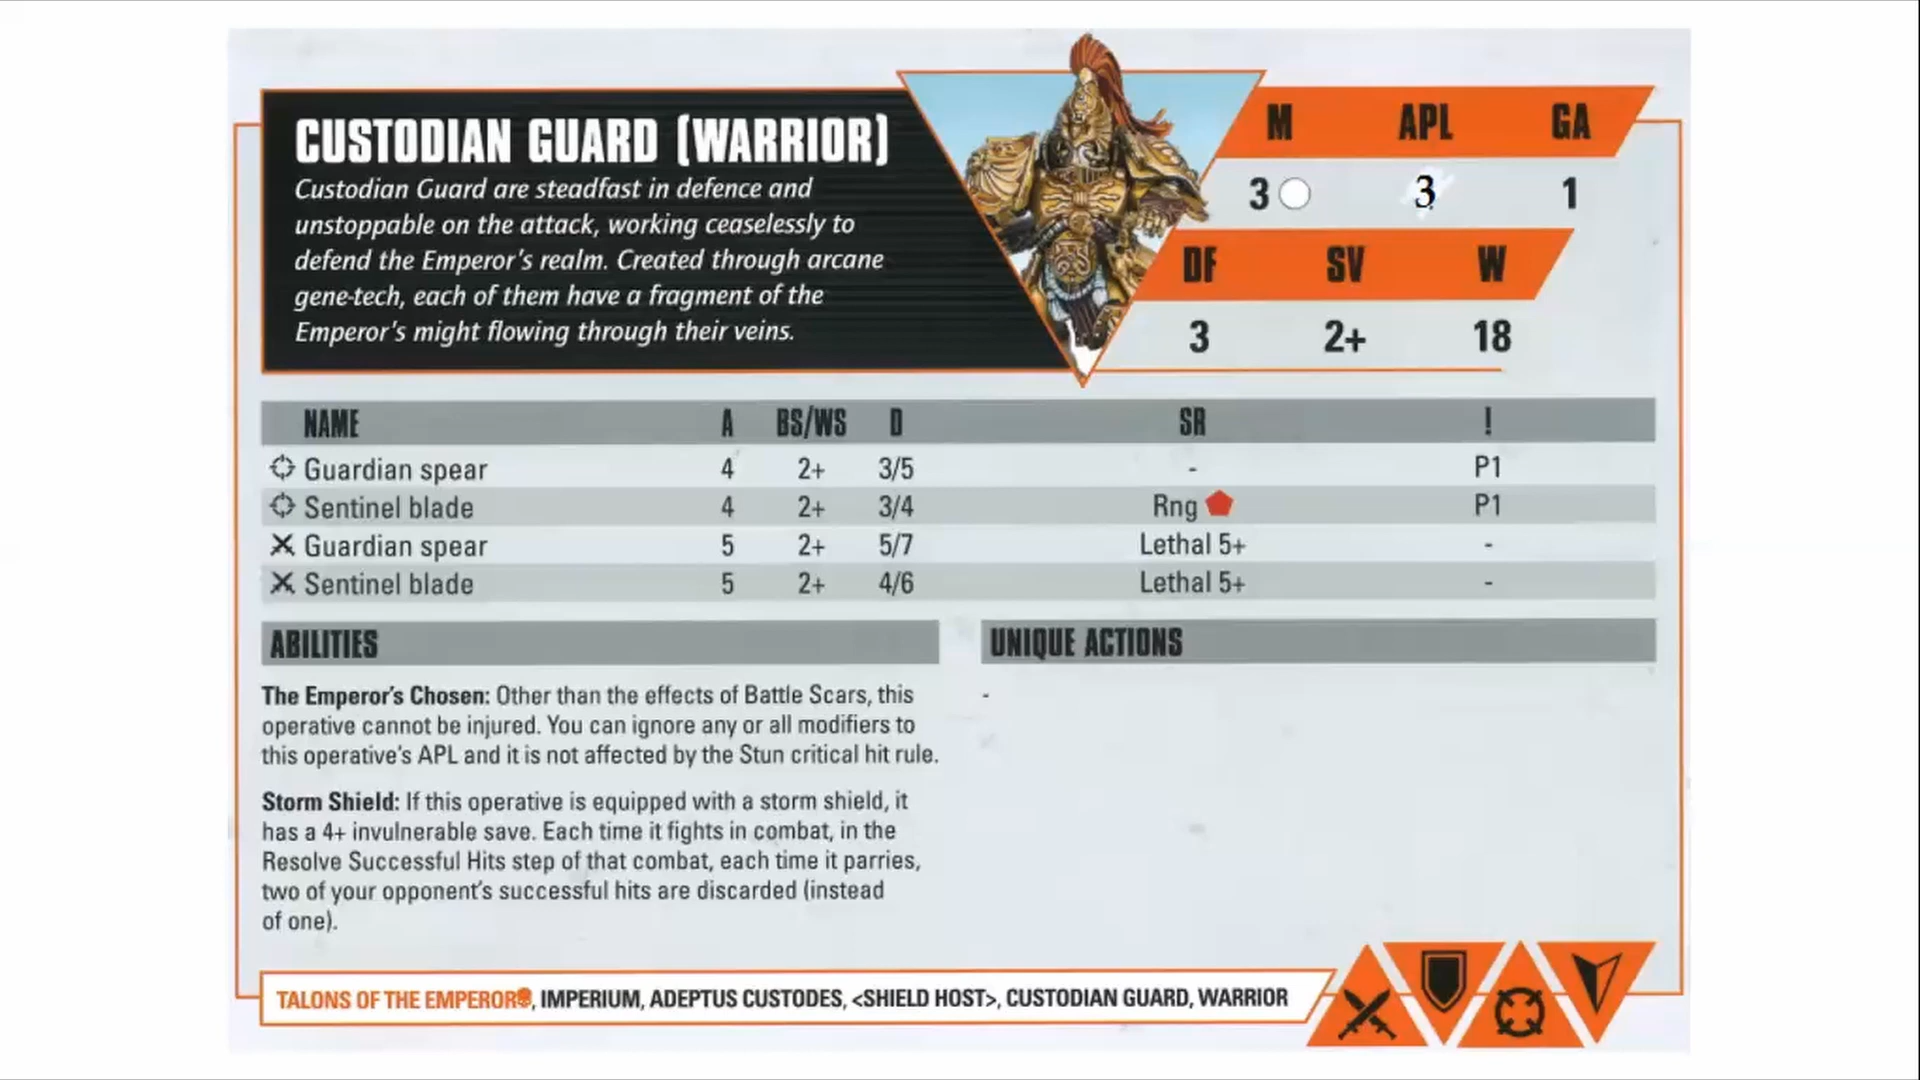 CUSTODIAN GUARD (WARRIOR)
Custodian Guard are steadfast in defence and
unstoppable on the attack, working ceaselessly to
defend the Emperor's realm. Created through arcane
gene-tech, each of them have a fragment of the
Emperor's might flowing through their veins.
M APL GA
3 3 1
DF SV W
3 2+ 18
NAME A BS/WS D SR !
Guardian spear 4 2+ 3/5 - P1
Sentinel blade 4 2+ 3/4 Rng P1
Guardian spear 5 2+ 5/7 Lethal 5+ -
Sentinel blade 5 2+ 4/6 Lethal 5+ -
ABILITIES
The Emperor's Chosen: Other than the effects of Battle Scars, this
operative cannot be injured. You can ignore any or all modifiers to
this operative's APL and it is not affected by the Stun critical hit rule.
Storm Shield: If this operative is equipped with a storm shield, it
has a 4+ invulnerable save. Each time it fights in combat, in the
Resolve Successful Hits step of that combat, each time it parries,
two of your opponent's successful hits are discarded (instead
of one).
UNIQUE ACTIONS
-
TALONS OF THE EMPEROR, IMPERIUM, ADEPTUS CUSTODES, <SHIELD HOST>, CUSTODIAN GUARD, WARRIOR